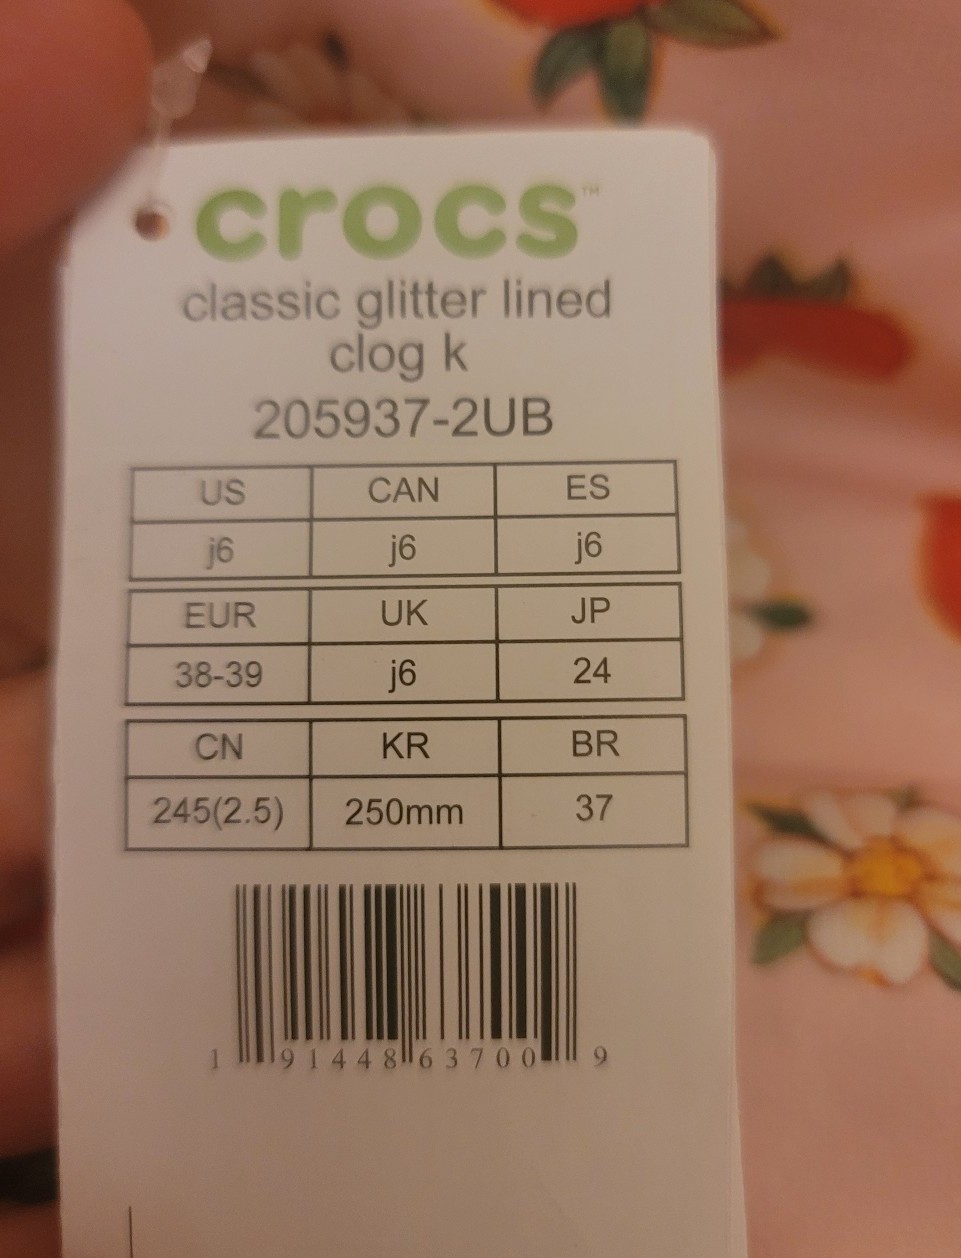 crocs™
classic glitter lined
clog k
205937-2UB
US CAN ES
j6 j6 j6
EUR UK JP
38-39 j6 24
CN KR BR
245(2.5) 250mm 37
1 91448 63700 9